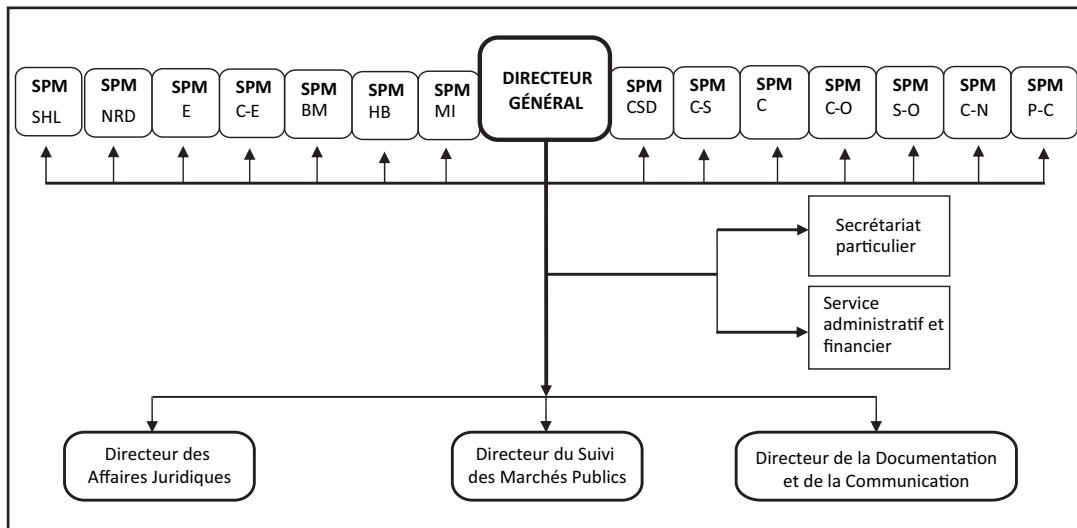 SPM
SHL
SPM
NRD
SPM
E
SPM
C-E
SPM
BM
SPM
HB
SPM
MI
DIRECTEUR
GÉNÉRAL
SPM
CSD
SPM
C-S
SPM
C
SPM
C-O
SPM
S-O
SPM
C-N
SPM
P-C
Secrétariat
particulier
Service
administratif et
financier
Directeur des
Affaires Juridiques
Directeur du Suivi
des Marchés Publics
Directeur de la Documentation
et de la Communication